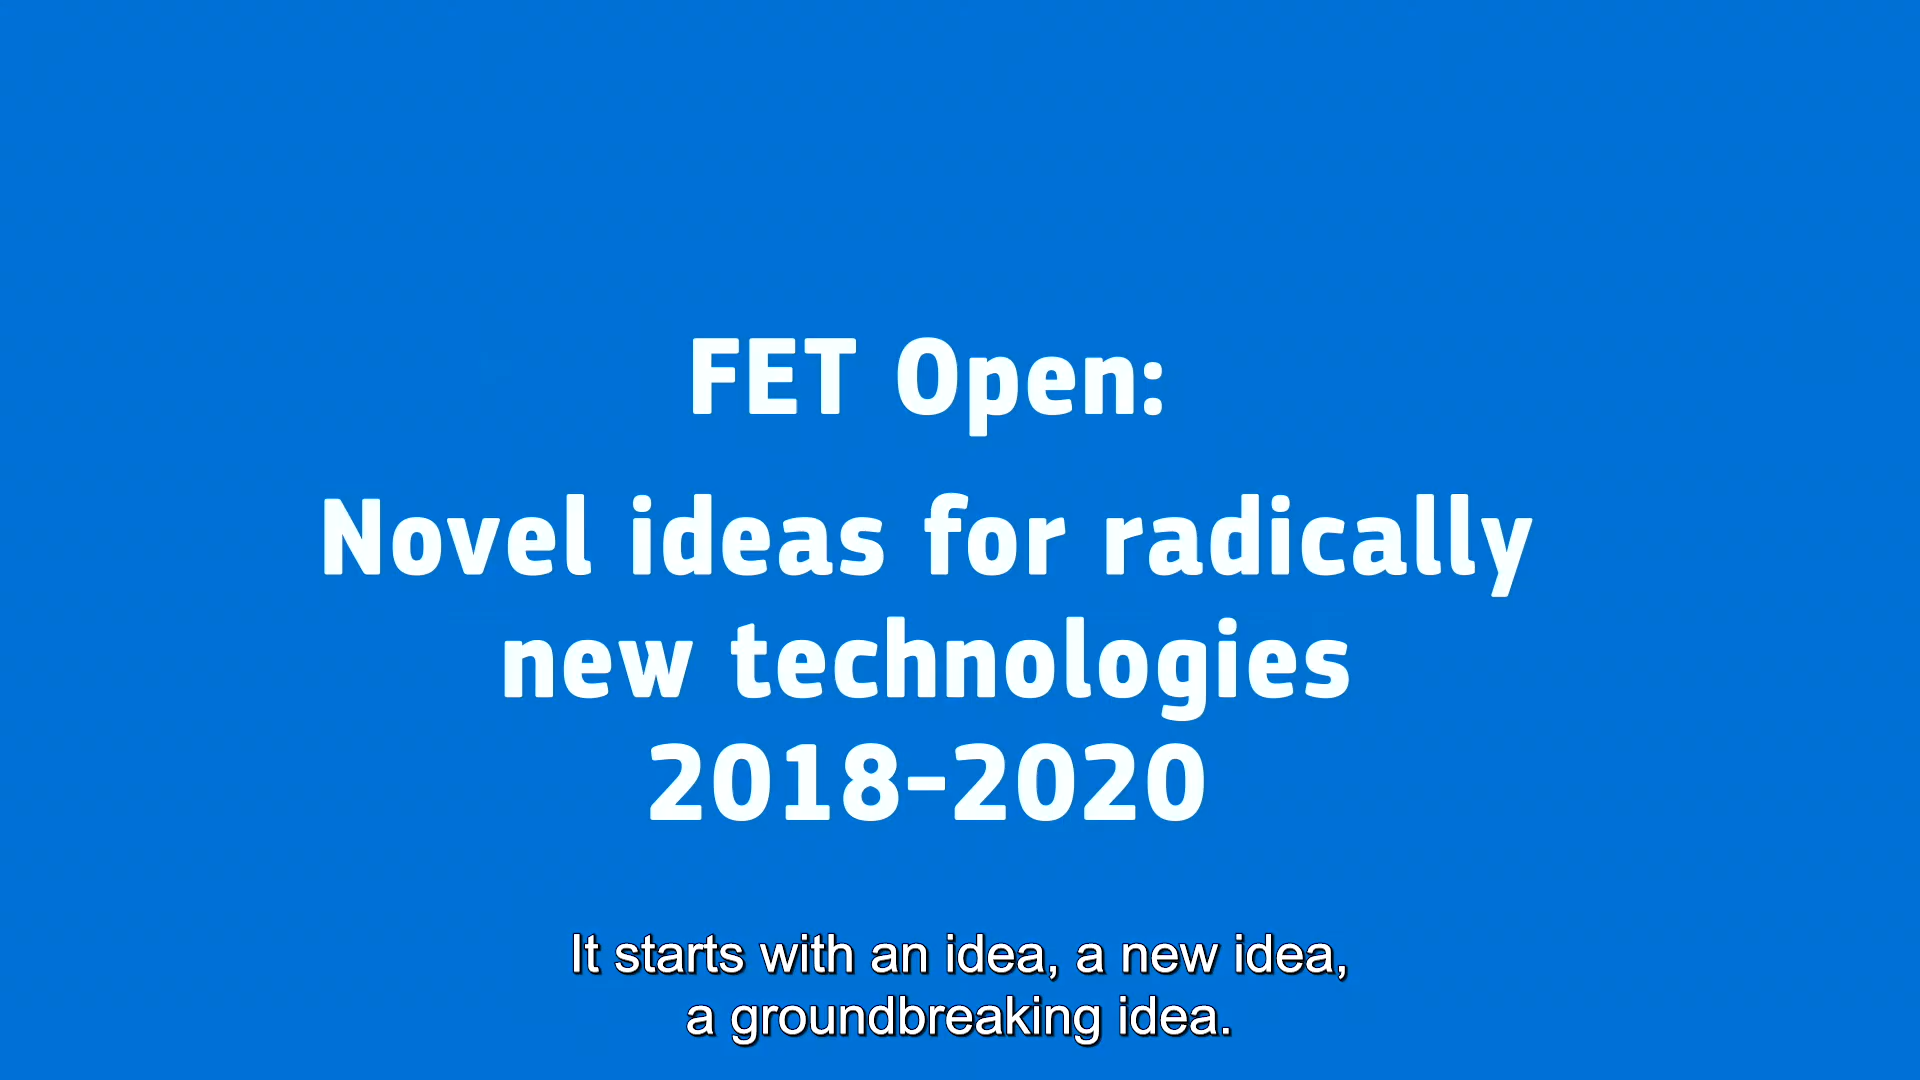 FET Open:
Novel ideas for radically
new technologies
2018-2020
It starts with an idea, a new idea,
a groundbreaking idea.